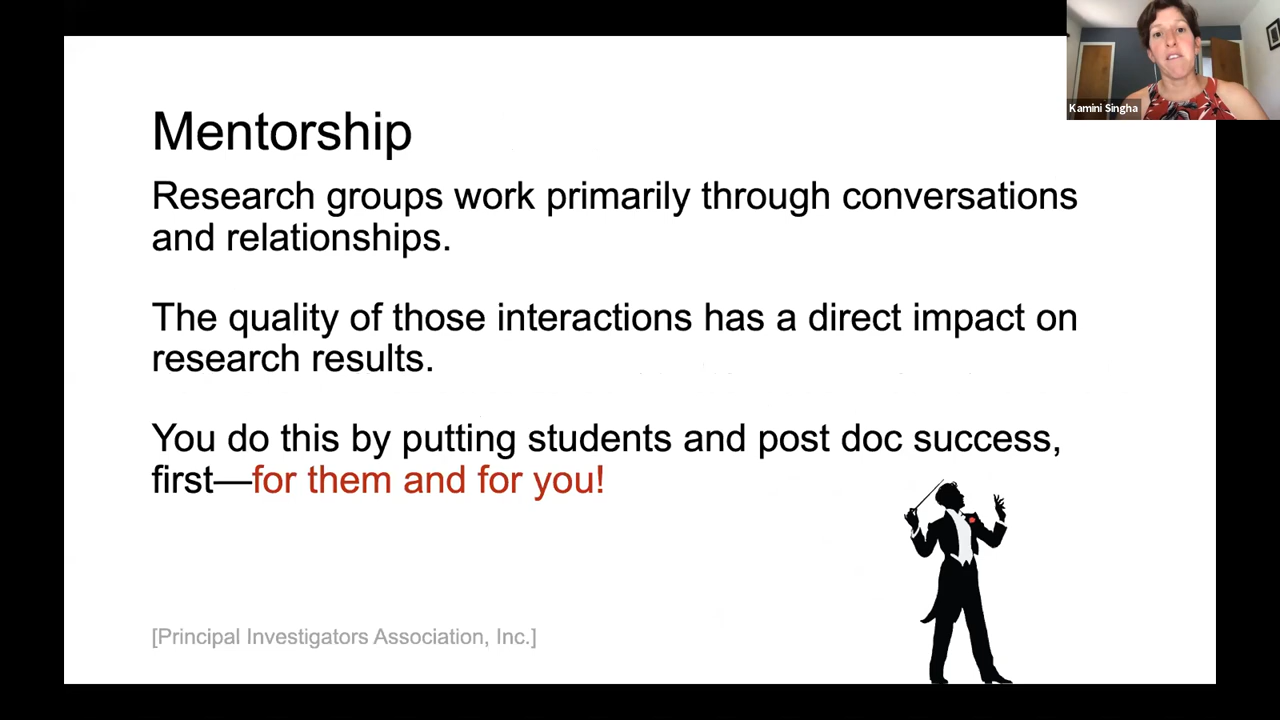 Kamini Singha
Mentorship
Research groups work primarily through conversations
and relationships.
The quality of those interactions has a direct impact on
research results.
You do this by putting students and post doc success,
first—for them and for you!
[Principal Investigators Association, Inc.]